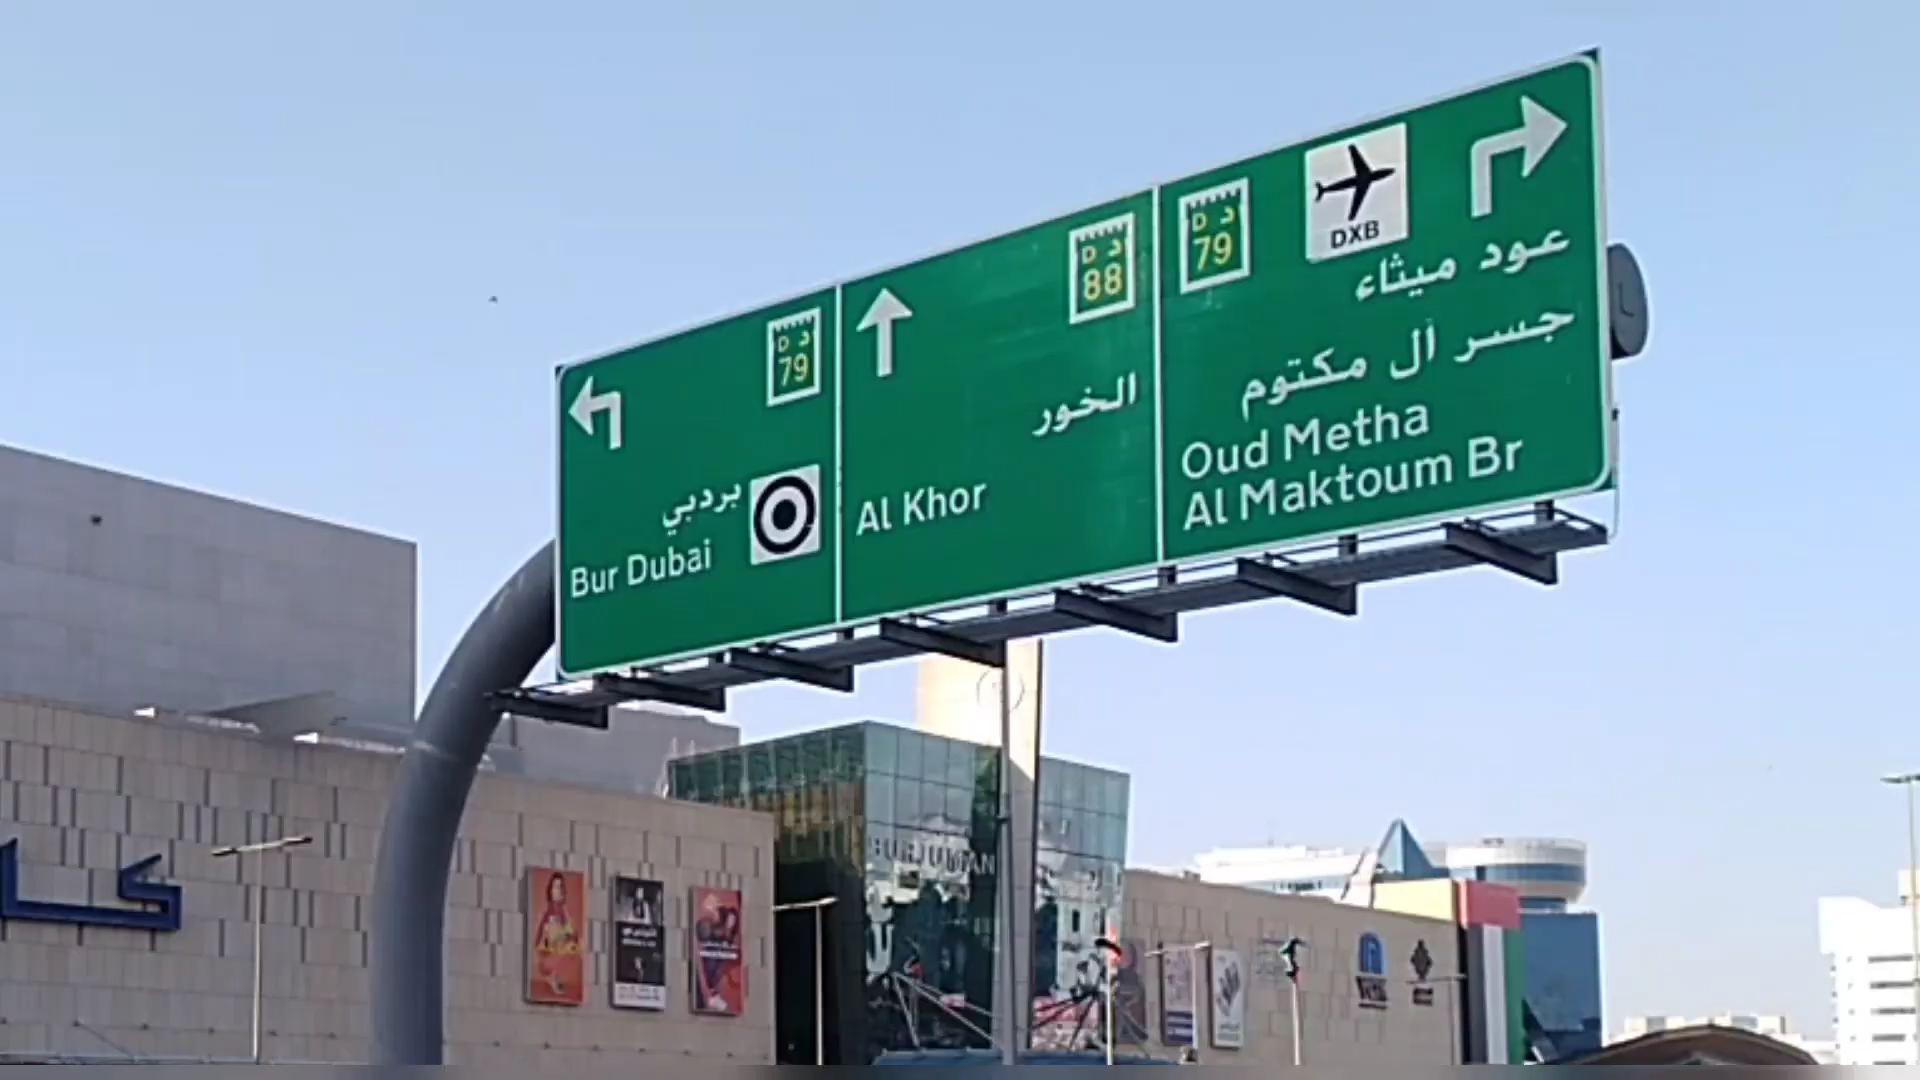 D د
79
بردبي
Bur Dubai
D د
88
الخور
Al Khor
D د
79
DXB
عود ميثاء
جسر آل مكتوم
Oud Metha
Al Maktoum Br
BURJUMAN